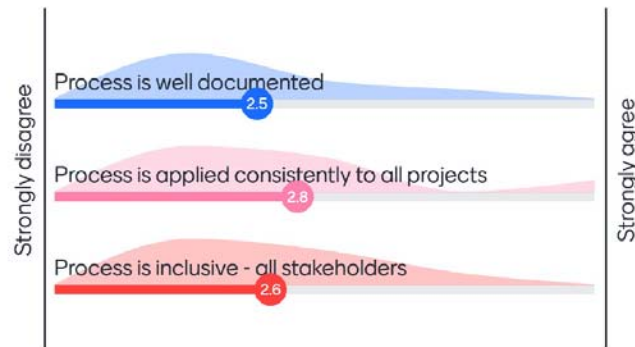 Strongly disagree
Process is well documented
2.5
Process is applied consistently to all projects
2.8
Process is inclusive - all stakeholders
2.6
Strongly agree